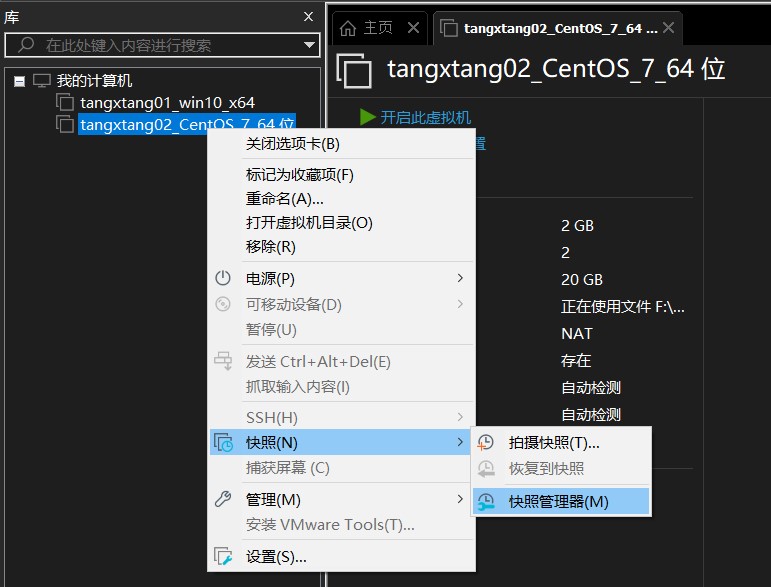 库
在此处键入内容进行搜索
我的计算机
tangxtang01_win10_x64
tangxtang02_CentOS_7_64 位
主页
tangxtang02_CentOS_7_64 ...
tangxtang02_CentOS_7_64 位
开启此虚拟机
置
2 GB
2
20 GB
正在使用文件 F:\...
NAT
存在
自动检测
自动检测
关闭选项卡(B)
标记为收藏项(F)
重命名(A)...
打开虚拟机目录(O)
移除(R)
电源(P)
可移动设备(D)
暂停(U)
发送 Ctrl+Alt+Del(E)
抓取输入内容(I)
SSH(H)
快照(N)
捕获屏幕 (C)
管理(M)
安装 VMware Tools(T)...
设置(S)...
拍摄快照(T)...
恢复到快照
快照管理器(M)